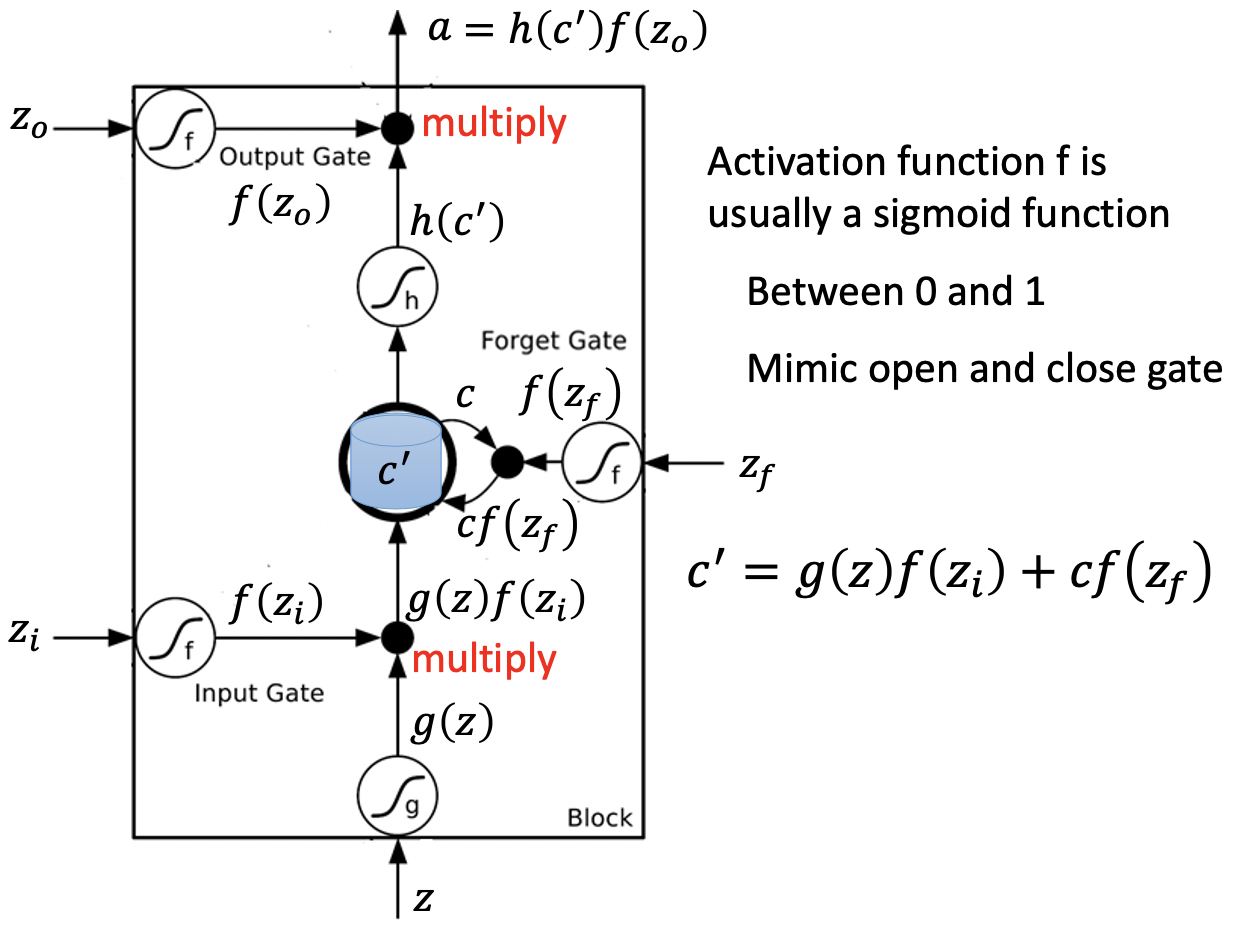 a = h(c′)f(z_o)
z_o
f
multiply
Output Gate
f(z_o)
h(c′)
h
Activation function f is
usually a sigmoid function
Between 0 and 1
Mimic open and close gate
Forget Gate
c
f(z_f)
c′
f
z_f
cf(z_f)
c′ = g(z)f(z_i) + cf(z_f)
z_i
f
f(z_i)
g(z)f(z_i)
multiply
Input Gate
g(z)
g
Block
z